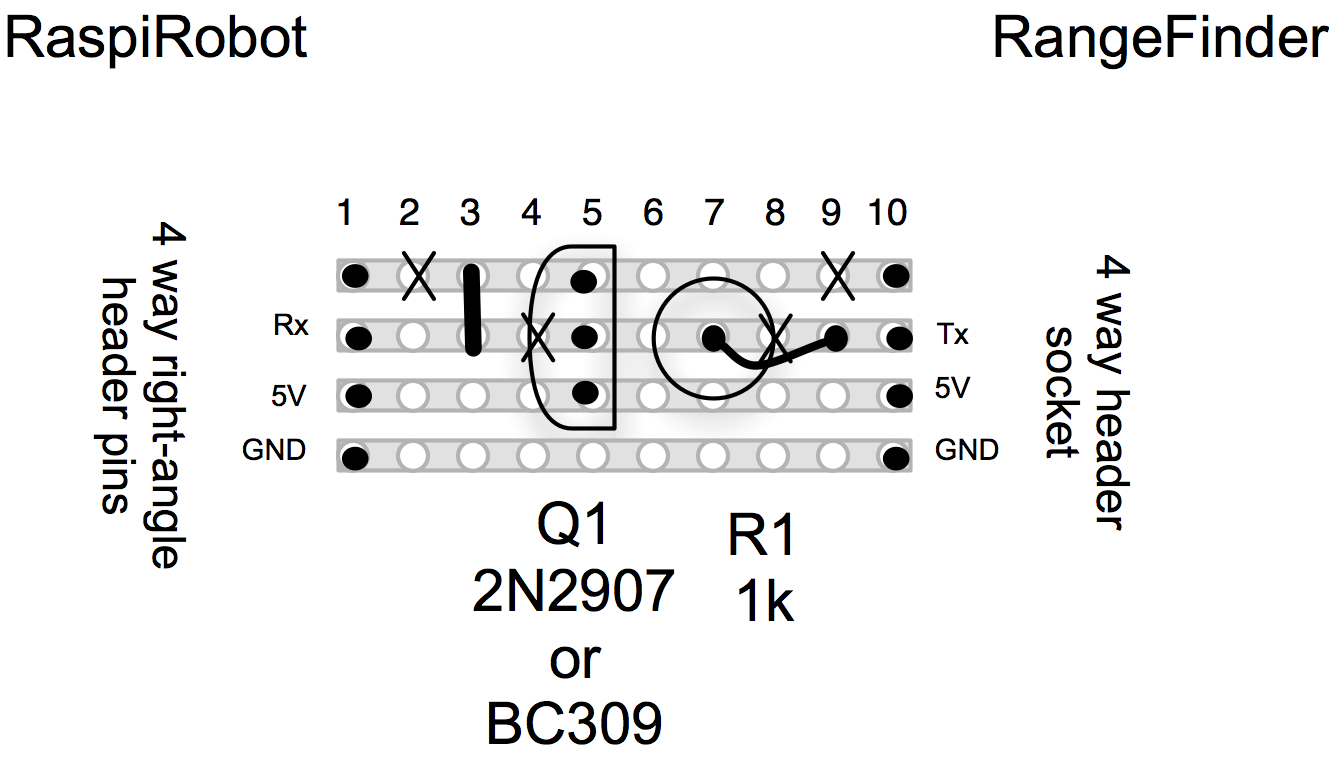 RaspiRobot
RangeFinder
1 2 3 4 5 6 7 8 9 10
4 way right-angle
header pins
Rx
5V
GND
Tx
5V
GND
4 way header
socket
Q1
2N2907
or
BC309
R1
1k